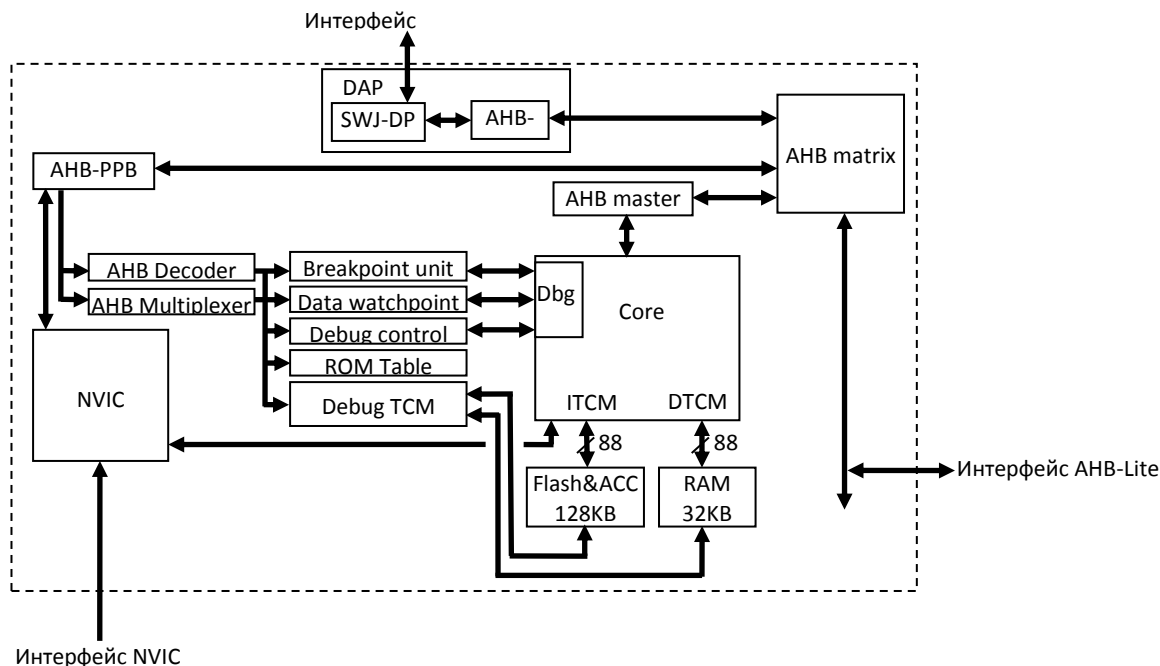 Интерфейс
DAP
SWJ-DP
AHB-
AHB matrix
AHB-PPB
AHB master
AHB Decoder
Breakpoint unit
Dbg
Core
AHB Multiplexer
Data watchpoint
Debug control
ROM Table
NVIC
Debug TCM
ITCM
DTCM
88
88
Интерфейс AHB-Lite
Flash&ACC
128KB
RAM
32KB
Интерфейс NVIC